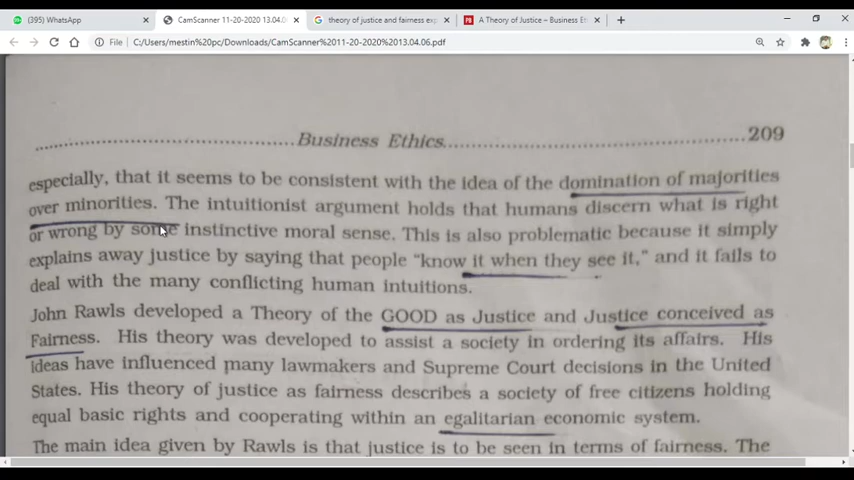 (395) WhatsApp
CamScanner 11-20-2020 13.04.0
theory of justice and fairness exp
A Theory of Justice – Business Et
File
C:/Users/mestin%20pc/Downloads/CamScanner%2011-20-2020%2013.04.06.pdf
Business Ethics 209
especially, that it seems to be consistent with the idea of the domination of majorities
over minorities. The intuitionist argument holds that humans discern what is right
or wrong by some instinctive moral sense. This is also problematic because it simply
explains away justice by saying that people “know it when they see it,” and it fails to
deal with the many conflicting human intuitions.
John Rawls developed a Theory of the GOOD as Justice and Justice conceived as
Fairness. His theory was developed to assist a society in ordering its affairs. His
ideas have influenced many lawmakers and Supreme Court decisions in the United
States. His theory of justice as fairness describes a society of free citizens holding
equal basic rights and cooperating within an egalitarian economic system.
The main idea given by Rawls is that justice is to be seen in terms of fairness. The